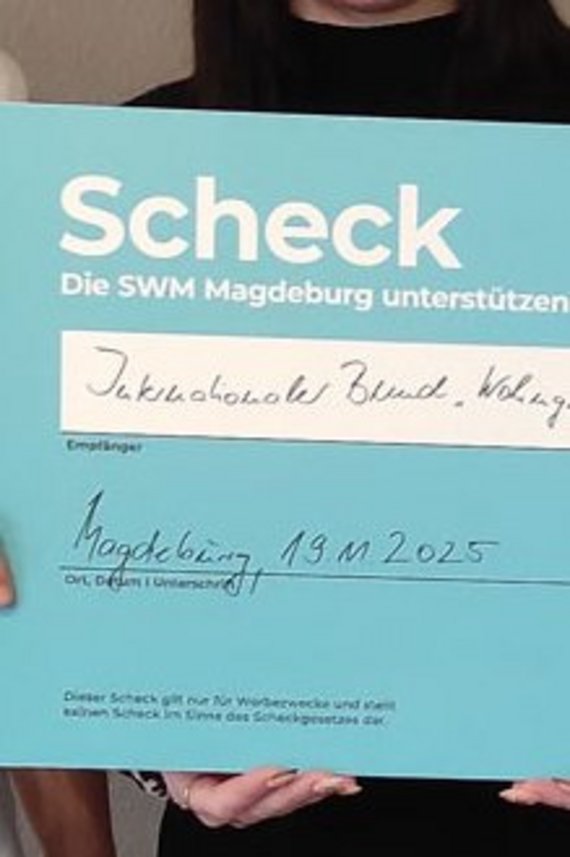 Scheck
Die SWM Magdeburg unterstützen
Internationaler Bund - Wohng
Empfänger
Magdeburg, 19.11.2025
Ort, Datum | Unterschrift
Dieser Scheck gilt nur für Werbezwecke und stellt
keinen Scheck im Sinne des Scheckgesetzes dar.